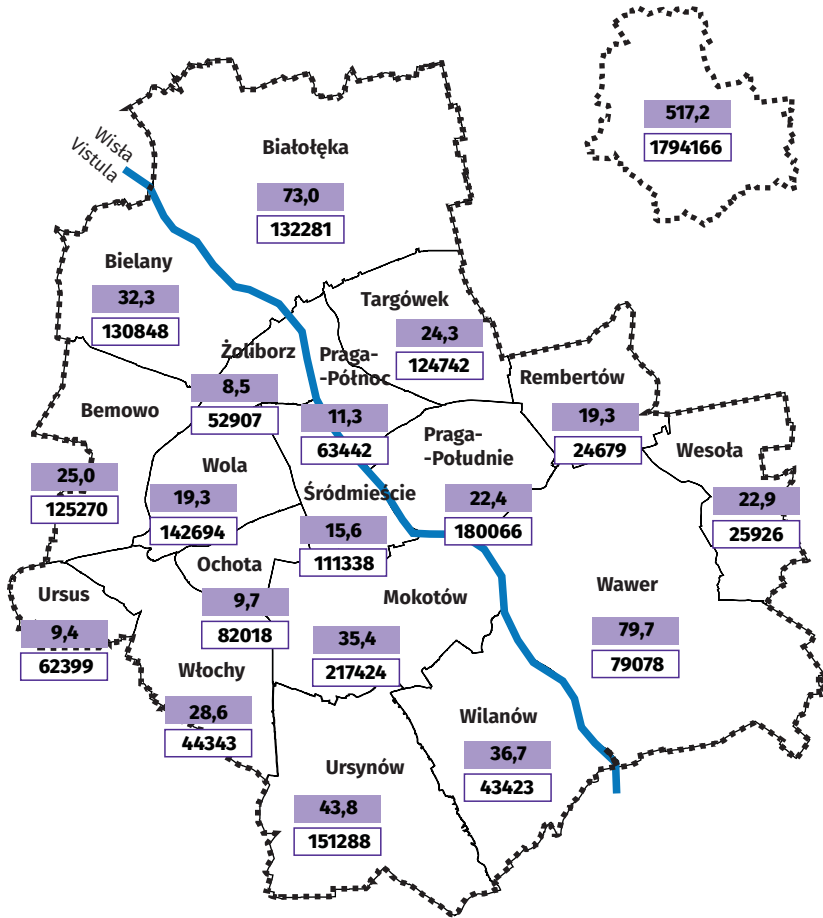 517,2
1794166
Wisła
Vistula
Białołęka
73,0
132281
Bielany
32,3
130848
Targówek
24,3
124742
Żoliborz
8,5
52907
Praga-
-Północ
11,3
63442
Rembertów
19,3
24679
Bemowo
25,0
125270
Praga-
-Południe
22,4
180066
Wesoła
22,9
25926
Wola
19,3
142694
Śródmieście
15,6
111338
Ochota
9,7
82018
Ursus
9,4
62399
Mokotów
35,4
217424
Wawer
79,7
79078
Włochy
28,6
44343
Wilanów
36,7
43423
Ursynów
43,8
151288